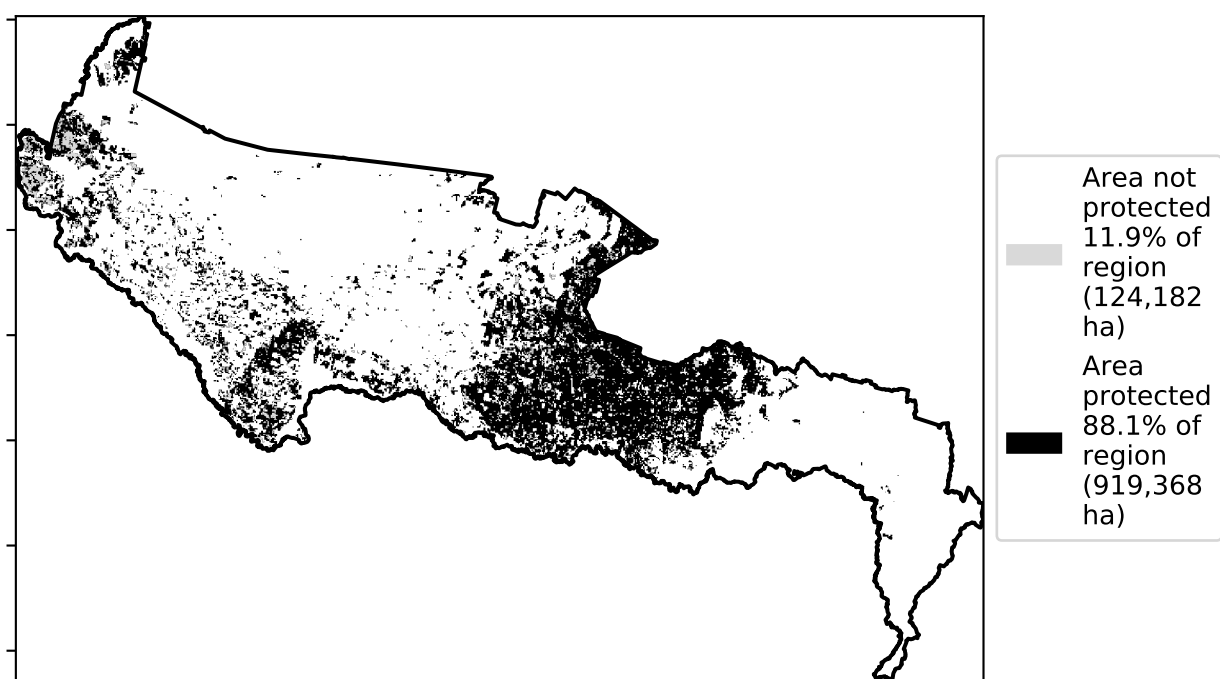 Area not
protected
11.9% of
region
(124,182
ha)
Area
protected
88.1% of
region
(919,368
ha)